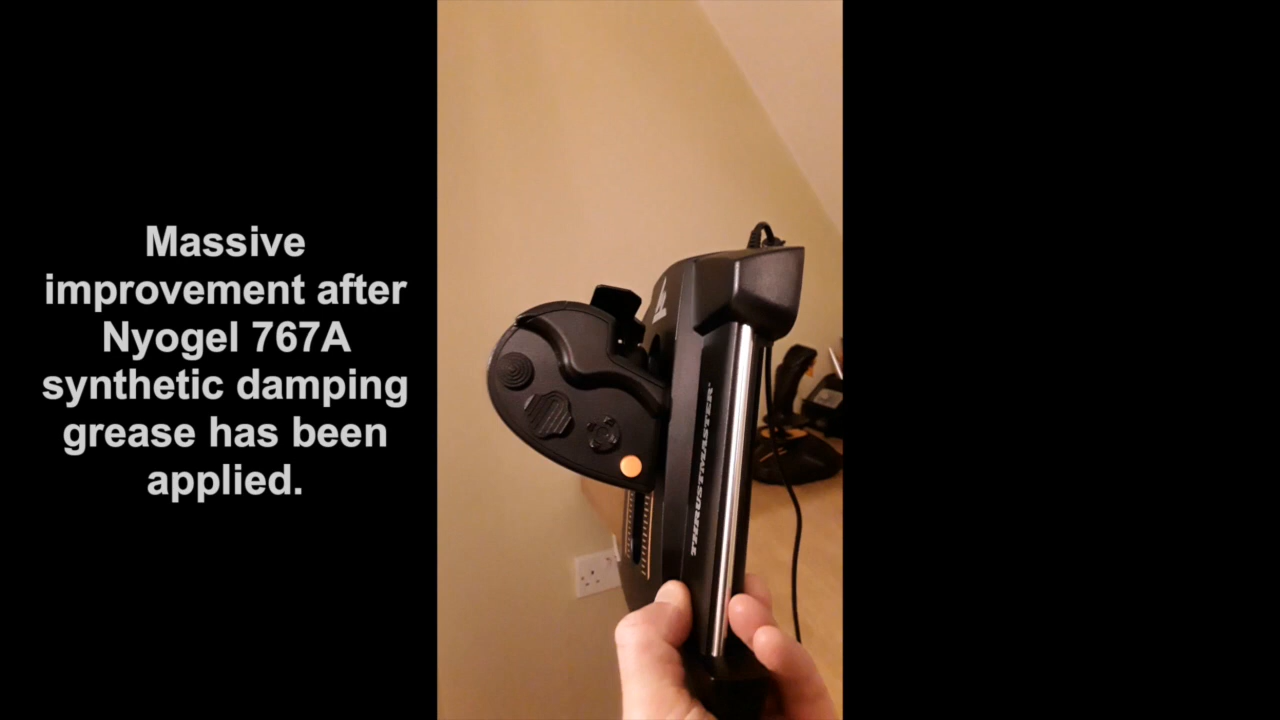 Massive
improvement after
Nyogel 767A
synthetic damping
grease has been
applied.
THRUSTMASTER